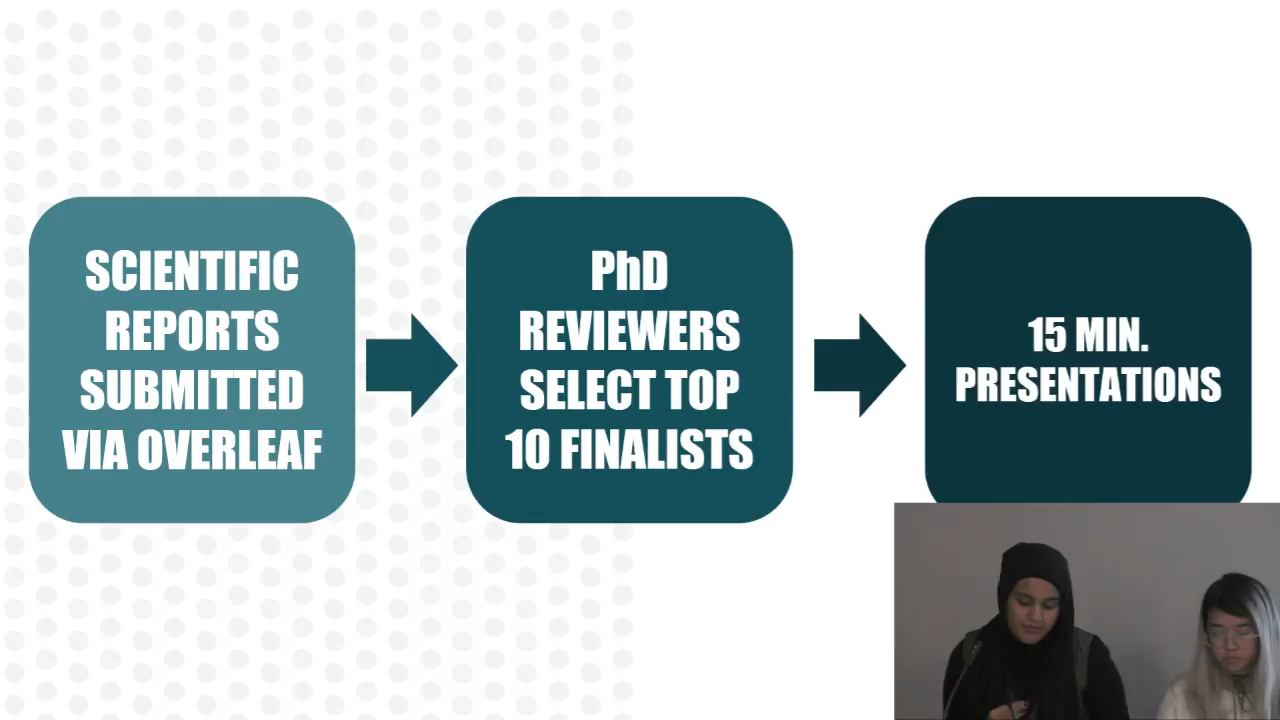 SCIENTIFIC
REPORTS
SUBMITTED
VIA OVERLEAF
PhD
REVIEWERS
SELECT TOP
10 FINALISTS
15 MIN.
PRESENTATIONS